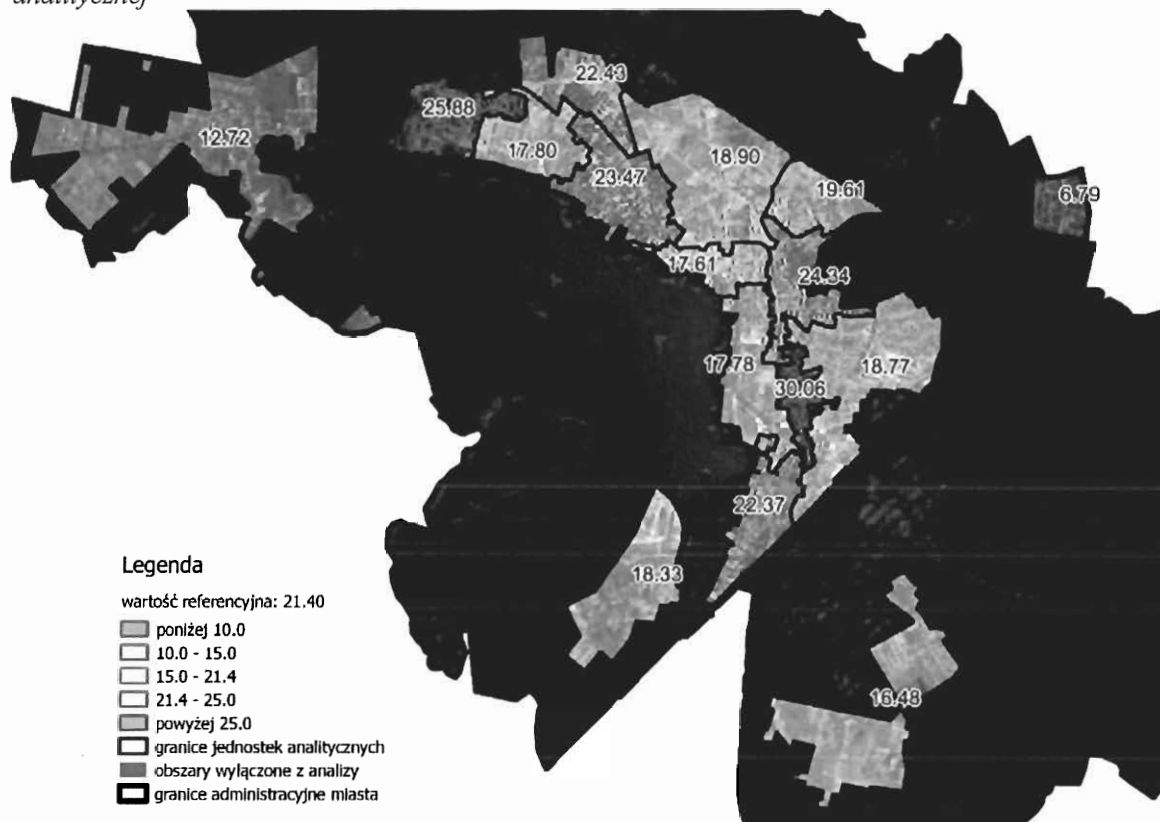 analitycznej
22.43
25.88
12.72
17.80
18.90
23.47
19.61
6.79
17.61
24.34
17.78
18.77
30.06
22.37
18.33
16.48
Legenda
wartość referencyjna: 21.40
poniżej 10.0
10.0 - 15.0
15.0 - 21.4
21.4 - 25.0
powyżej 25.0
granice jednostek analitycznych
obszary wyłączone z analizy
granice administracyjne miasta